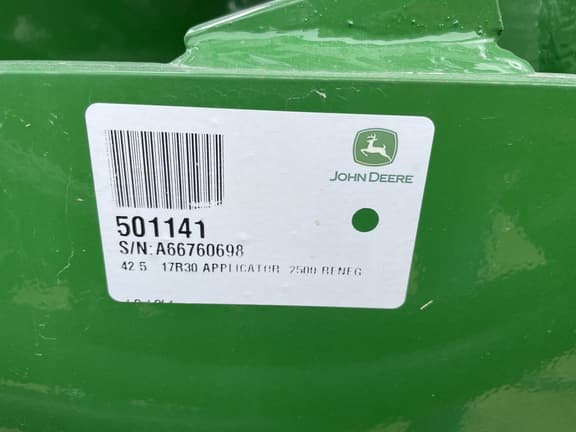 JOHN DEERE
501141
S/N: A66760698
42 5 17R30 APPLICATOR 2500 RENEG